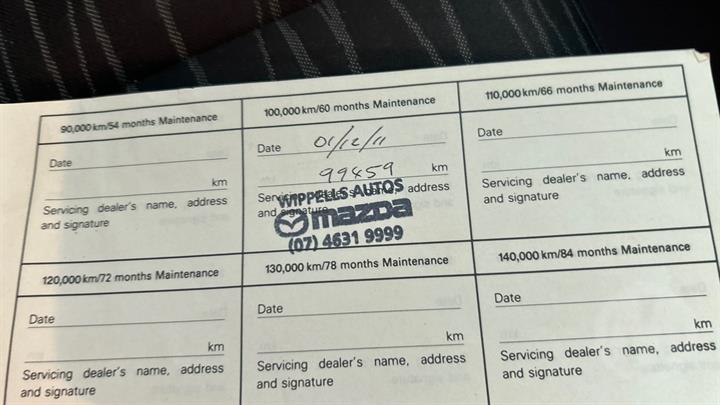 90,000 km/54 months Maintenance
Date
km
Servicing dealer's name, address
and signature
100,000 km/60 months Maintenance
Date 01/12/11
99459 km
Servicing dealer's name, address
and signature
WIPPELLS AUTOS
mazda
(07) 4631 9999
110,000 km/66 months Maintenance
Date
km
Servicing dealer's name, address
and signature
120,000 km/72 months Maintenance
Date
km
Servicing dealer's name, address
and signature
130,000 km/78 months Maintenance
Date
km
Servicing dealer's name, address
and signature
140,000 km/84 months Maintenance
Date
km
Servicing dealer's name, address
and signature